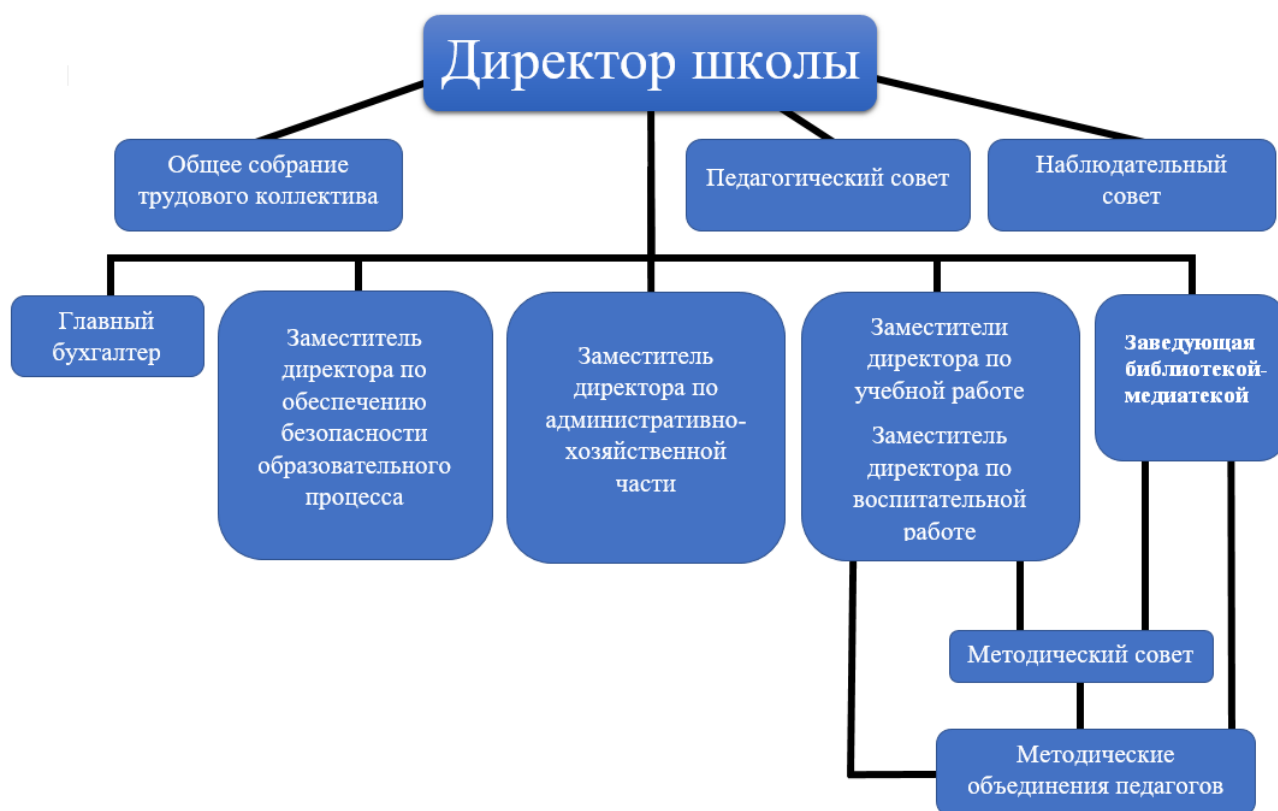 Директор школы
Общее собрание
трудового коллектива
Педагогический совет
Наблюдательный
совет
Главный
бухгалтер
Заместитель
директора по
обеспечению
безопасности
образовательного
процесса
Заместитель
директора по
административно-
хозяйственной
части
Заместители
директора по
учебной работе
Заместитель
директора по
воспитательной
работе
Заведующая
библиотекой-
медиатекой
Методический совет
Методические
объединения педагогов